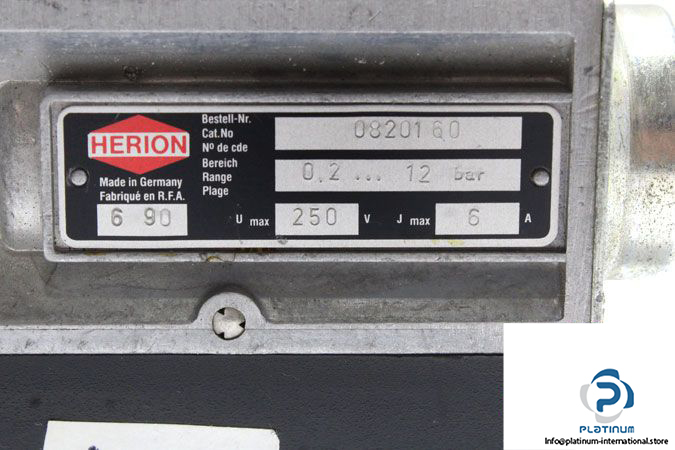 HERION
Made in Germany
Fabriqué en R.F.A.
6 90
Bestell-Nr.
Cat.No
Nº de cde
0820160
Bereich
Range
Plage
0.2 ... 12 bar
U max 250 V J max 6 A
PLATINUM
info@platinum-international.store